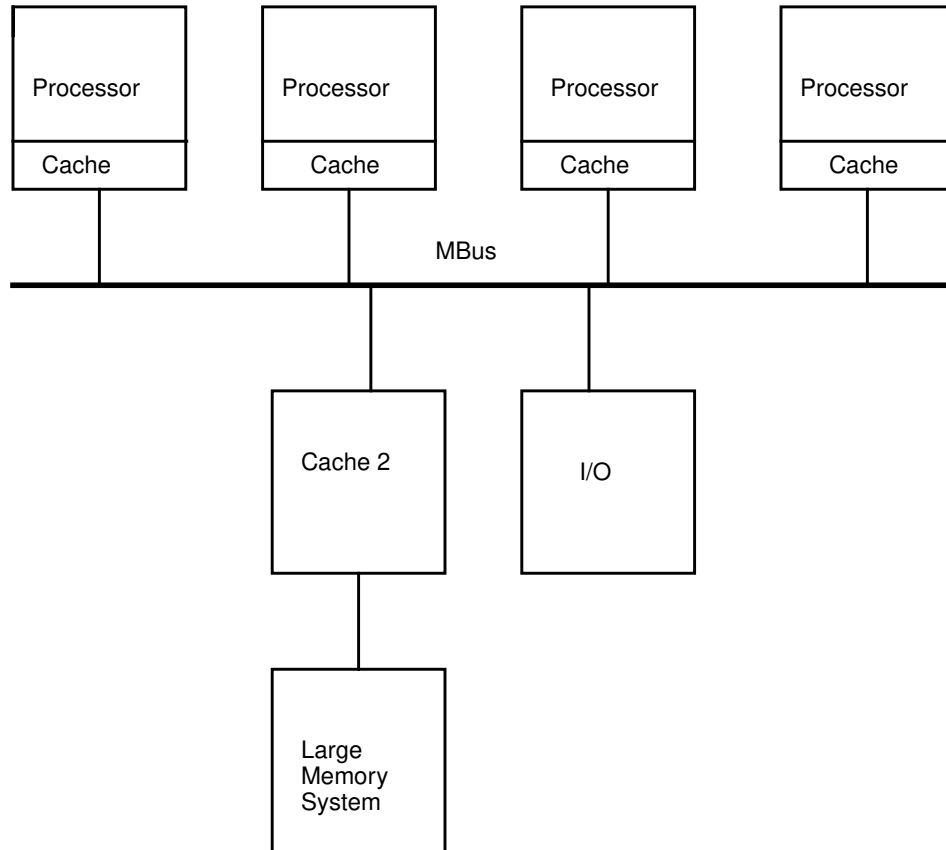 Processor
Processor
Processor
Processor
Cache
Cache
Cache
Cache
MBus
Cache 2
I/O
Large
Memory
System